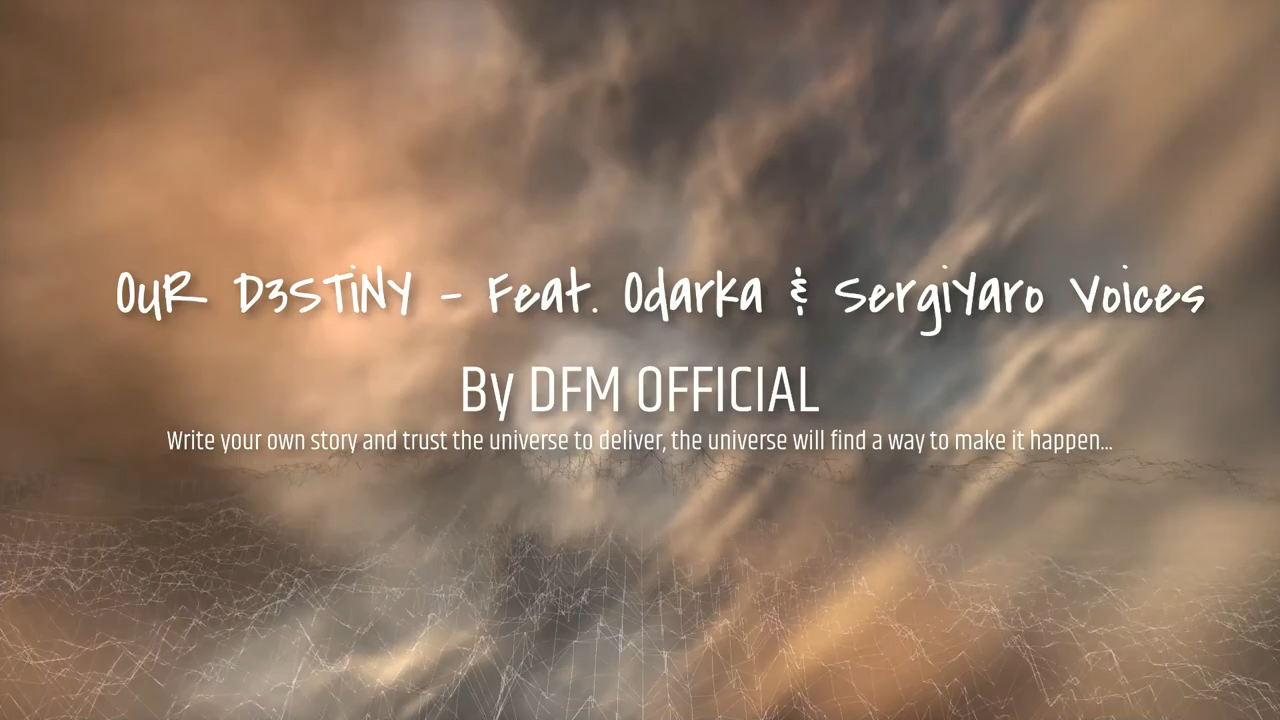 OUR D3STiNY - Feat. Odarka & SergiYaro Voices
By DFM OFFICIAL
Write your own story and trust the universe to deliver, the universe will find a way to make it happen...